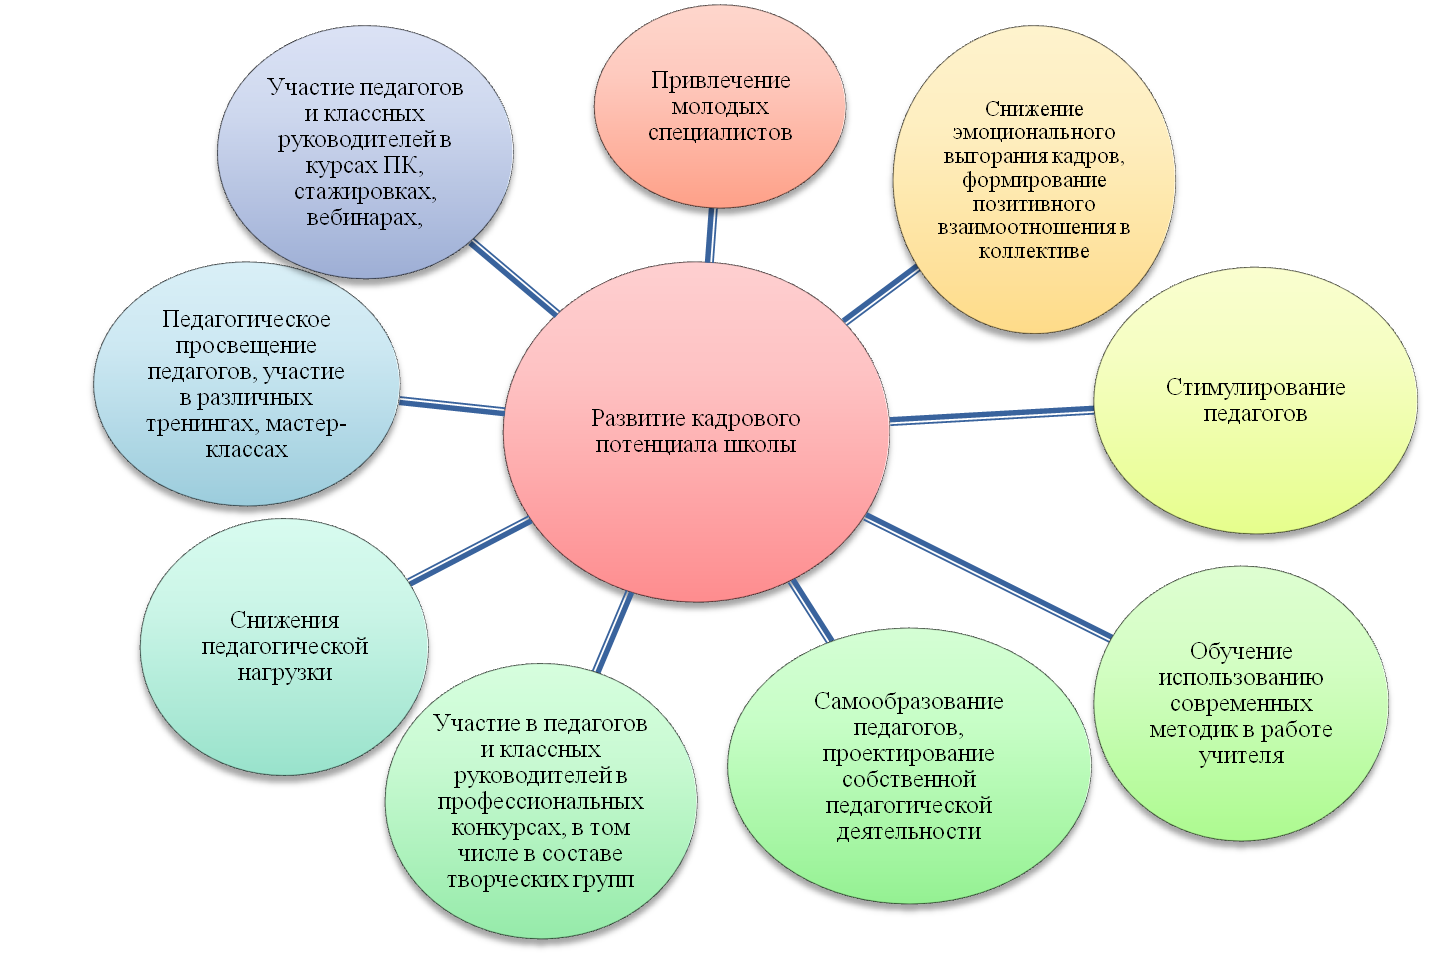 Участие педагогов
и классных
руководителей в
курсах ПК,
стажировках,
вебинарах,
Привлечение
молодых
специалистов
Снижение
эмоционального
выгорания кадров,
формирование
позитивного
взаимоотношения в
коллективе
Педагогическое
просвещение
педагогов, участие
в различных
тренингах, мастер-
классах
Развитие кадрового
потенциала школы
Стимулирование
педагогов
Снижения
педагогической
нагрузки
Участие в педагогов
и классных
руководителей в
профессиональных
конкурсах, в том
числе в составе
творческих групп
Самообразование
педагогов,
проектирование
собственной
педагогической
деятельности
Обучение
использованию
современных
методик в работе
учителя